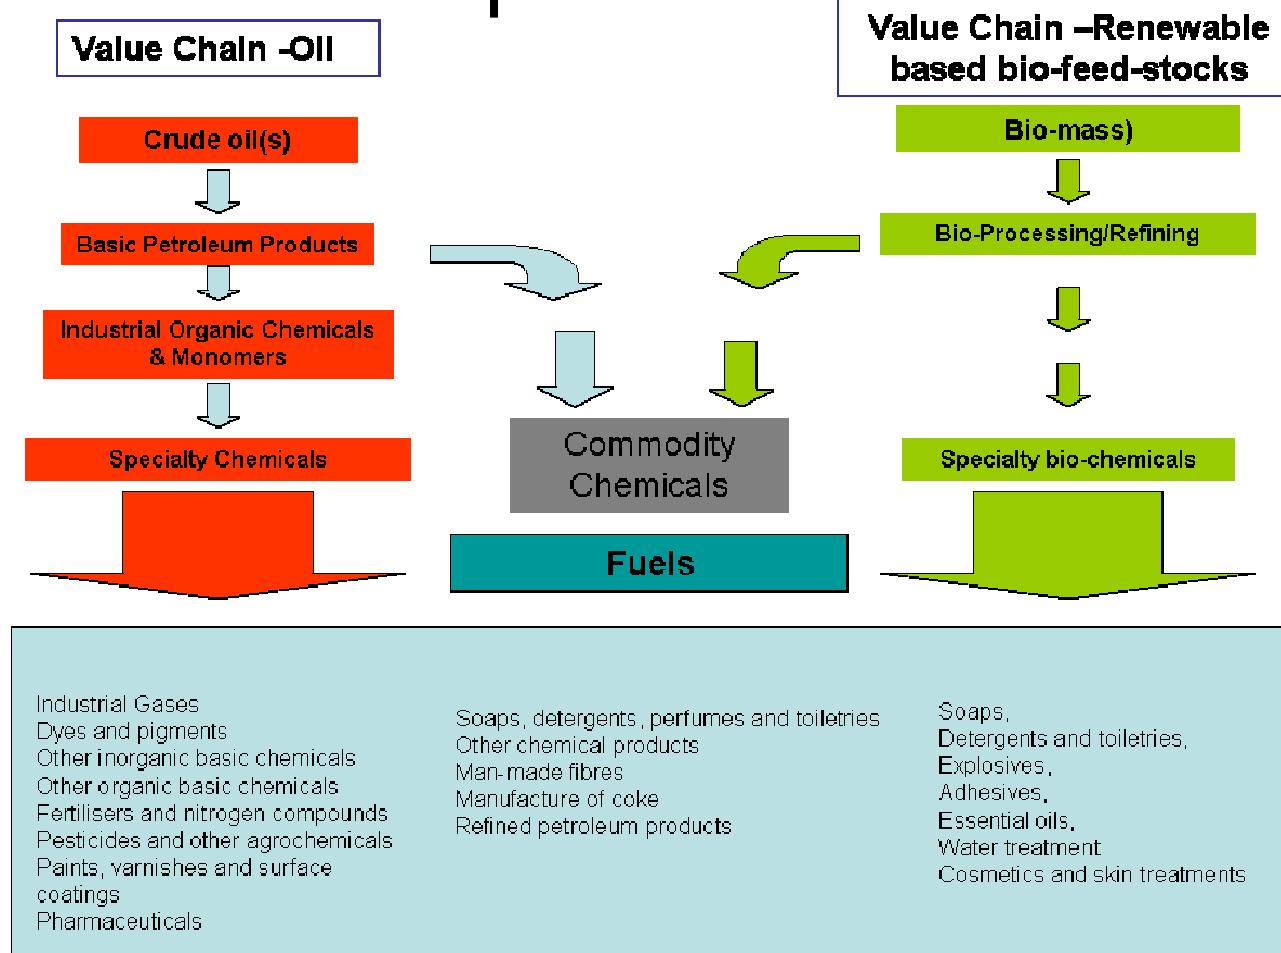 Value Chain -Oil
Value Chain –Renewable
based bio-feed-stocks
Crude oil(s)
Bio-mass)
Basic Petroleum Products
Bio-Processing/Refining
Industrial Organic Chemicals
& Monomers
Commodity
Chemicals
Specialty Chemicals
Specialty bio-chemicals
Fuels
Industrial Gases
Dyes and pigments
Other inorganic basic chemicals
Other organic basic chemicals
Fertilisers and nitrogen compounds
Pesticides and other agrochemicals
Paints, varnishes and surface
coatings
Pharmaceuticals
Soaps, detergents, perfumes and toiletries
Other chemical products
Man-made fibres
Manufacture of coke
Refined petroleum products
Soaps,
Detergents and toiletries,
Explosives,
Adhesives,
Essential oils,
Water treatment
Cosmetics and skin treatments